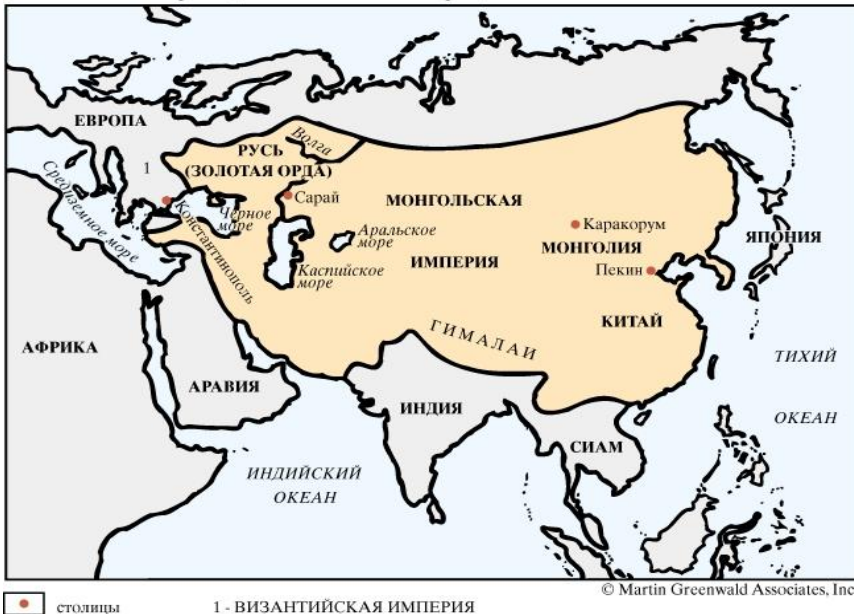 ЕВРОПА
1
Средиземное море
РУСЬ
(ЗОЛОТАЯ ОРДА)
Волга
Сарай
Константинополь
Черное
море
Аральское
море
Каспийское
море
МОНГОЛЬСКАЯ
ИМПЕРИЯ
Каракорум
МОНГОЛИЯ
Пекин
ЯПОНИЯ
КИТАЙ
ГИМАЛАИ
АФРИКА
АРАВИЯ
ИНДИЯ
СИАМ
ТИХИЙ
ОКЕАН
ИНДИЙСКИЙ
ОКЕАН
© Martin Greenwald Associates, Inc
столицы
1 - ВИЗАНТИЙСКАЯ ИМПЕРИЯ